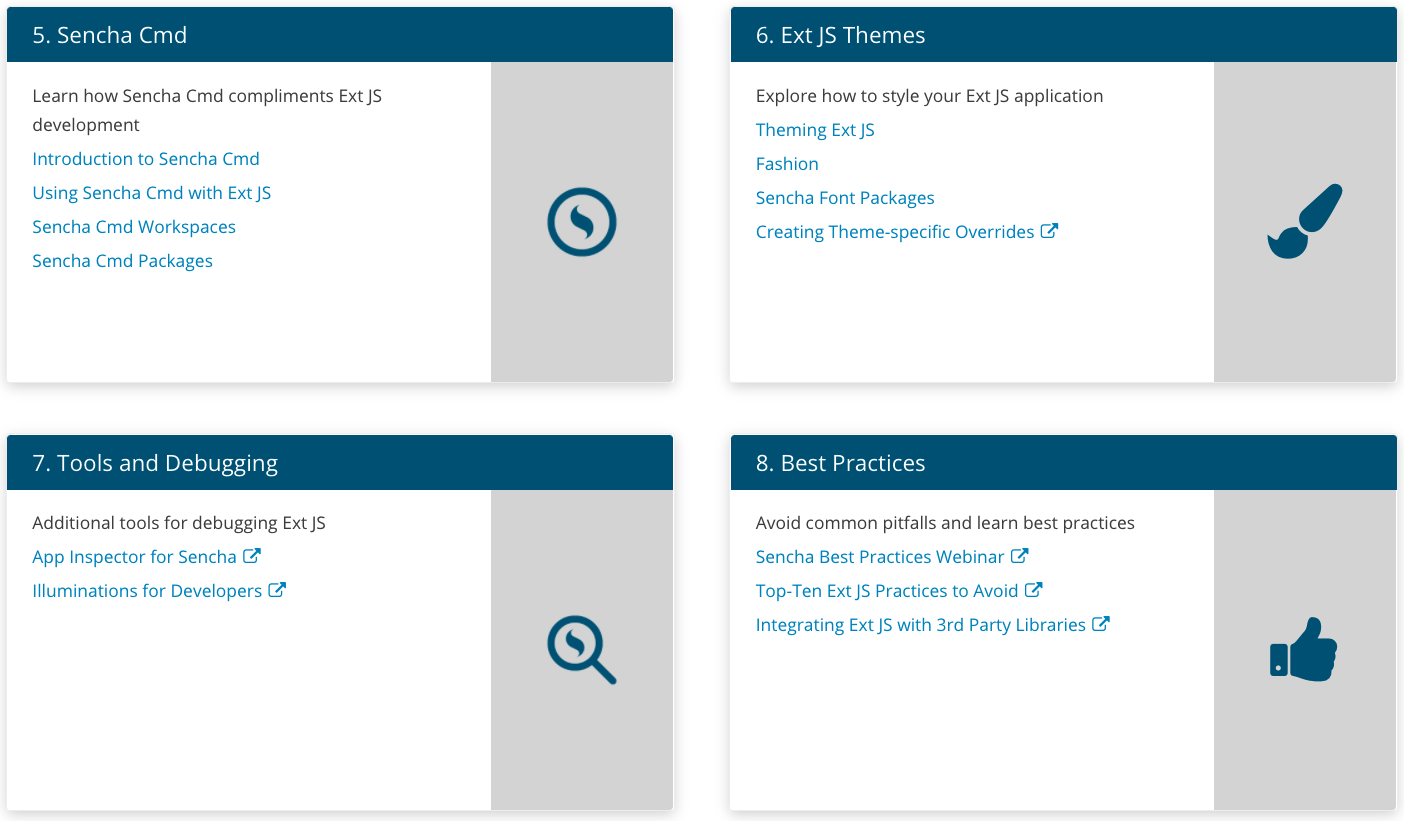 5. Sencha Cmd
Learn how Sencha Cmd compliments Ext JS
development
Introduction to Sencha Cmd
Using Sencha Cmd with Ext JS
Sencha Cmd Workspaces
Sencha Cmd Packages
6. Ext JS Themes
Explore how to style your Ext JS application
Theming Ext JS
Fashion
Sencha Font Packages
Creating Theme-specific Overrides
7. Tools and Debugging
Additional tools for debugging Ext JS
App Inspector for Sencha
Illuminations for Developers
8. Best Practices
Avoid common pitfalls and learn best practices
Sencha Best Practices Webinar
Top-Ten Ext JS Practices to Avoid
Integrating Ext JS with 3rd Party Libraries